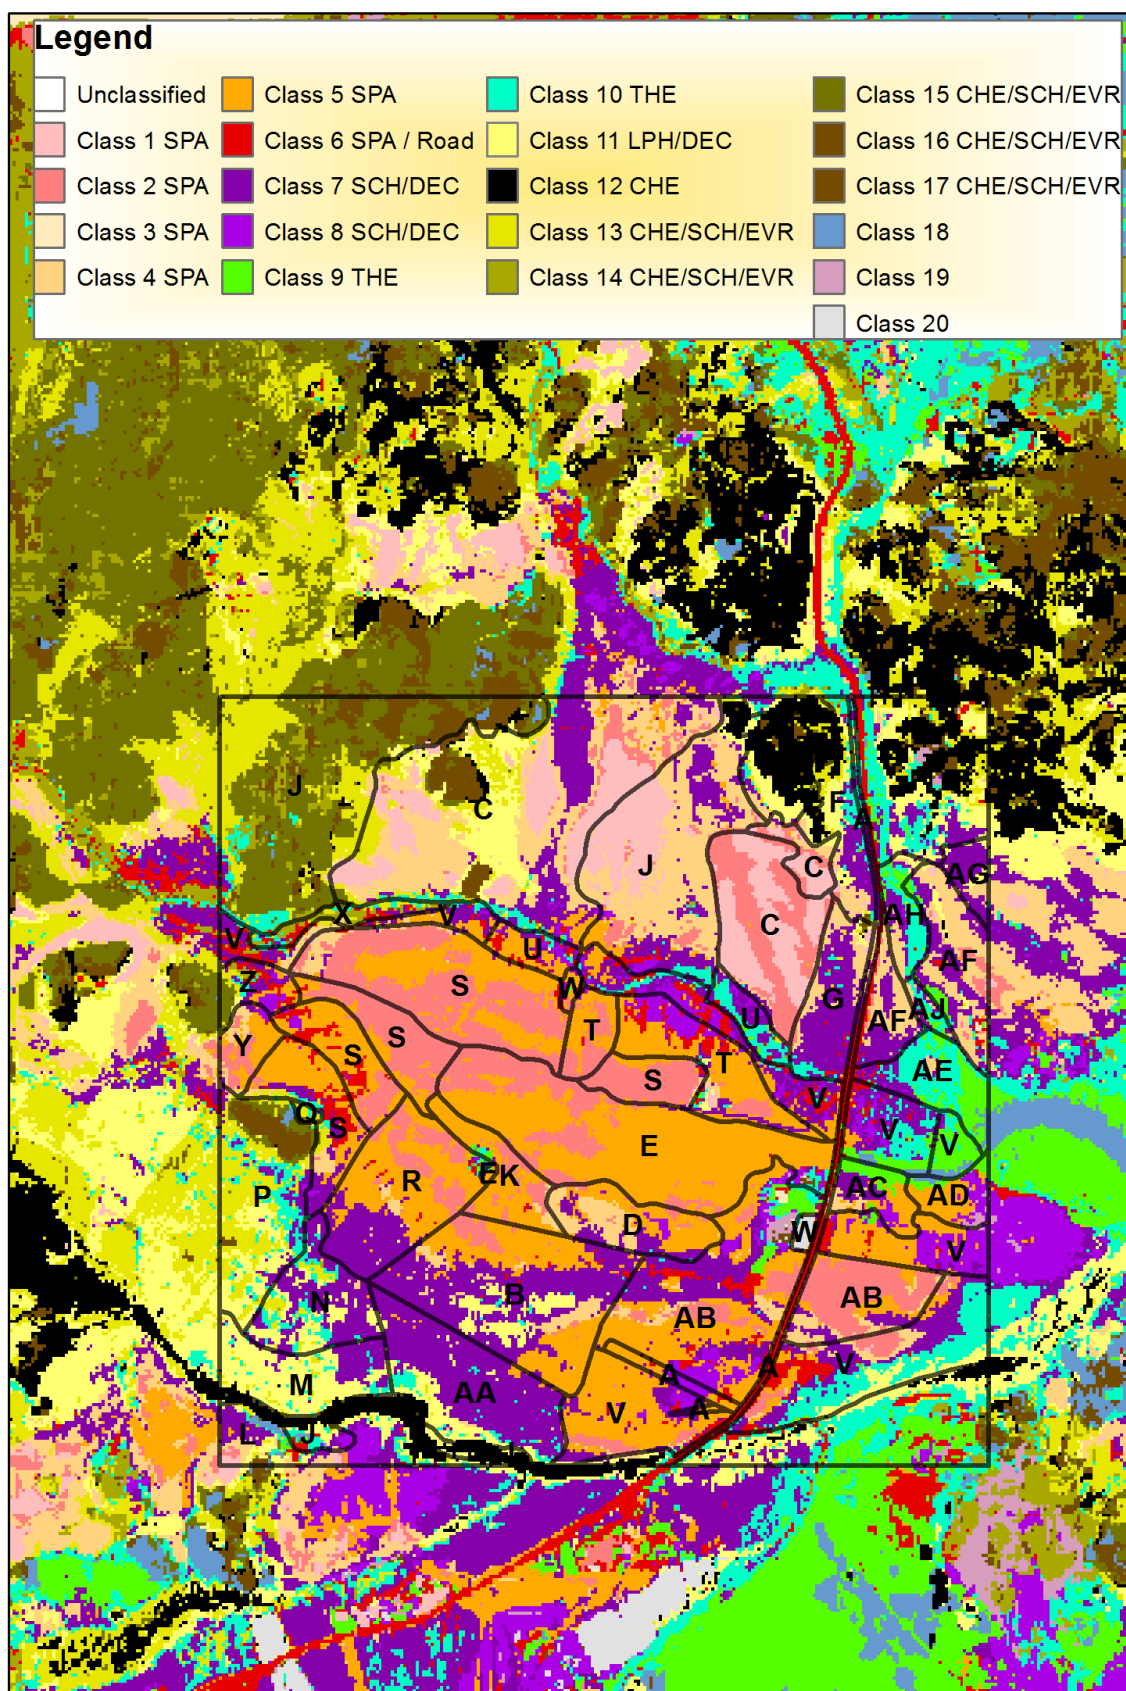 Legend
Unclassified
Class 1 SPA
Class 2 SPA
Class 3 SPA
Class 4 SPA
Class 5 SPA
Class 6 SPA / Road
Class 7 SCH/DEC
Class 8 SCH/DEC
Class 9 THE
Class 10 THE
Class 11 LPH/DEC
Class 12 CHE
Class 13 CHE/SCH/EVR
Class 14 CHE/SCH/EVR
Class 15 CHE/SCH/EVR
Class 16 CHE/SCH/EVR
Class 17 CHE/SCH/EVR
Class 18
Class 19
Class 20
J
C
F
A
J
C
AG
C
X
V
AH
V
U
AF
Z
S
W
G
AJ
U
AF
Y
S
S
T
T
S
AE
V
Q
S
E
V
V
P
R
EK
AC
AD
D
W
V
N
B
AB
AB
M
AA
A
A
V
V
A
L
J